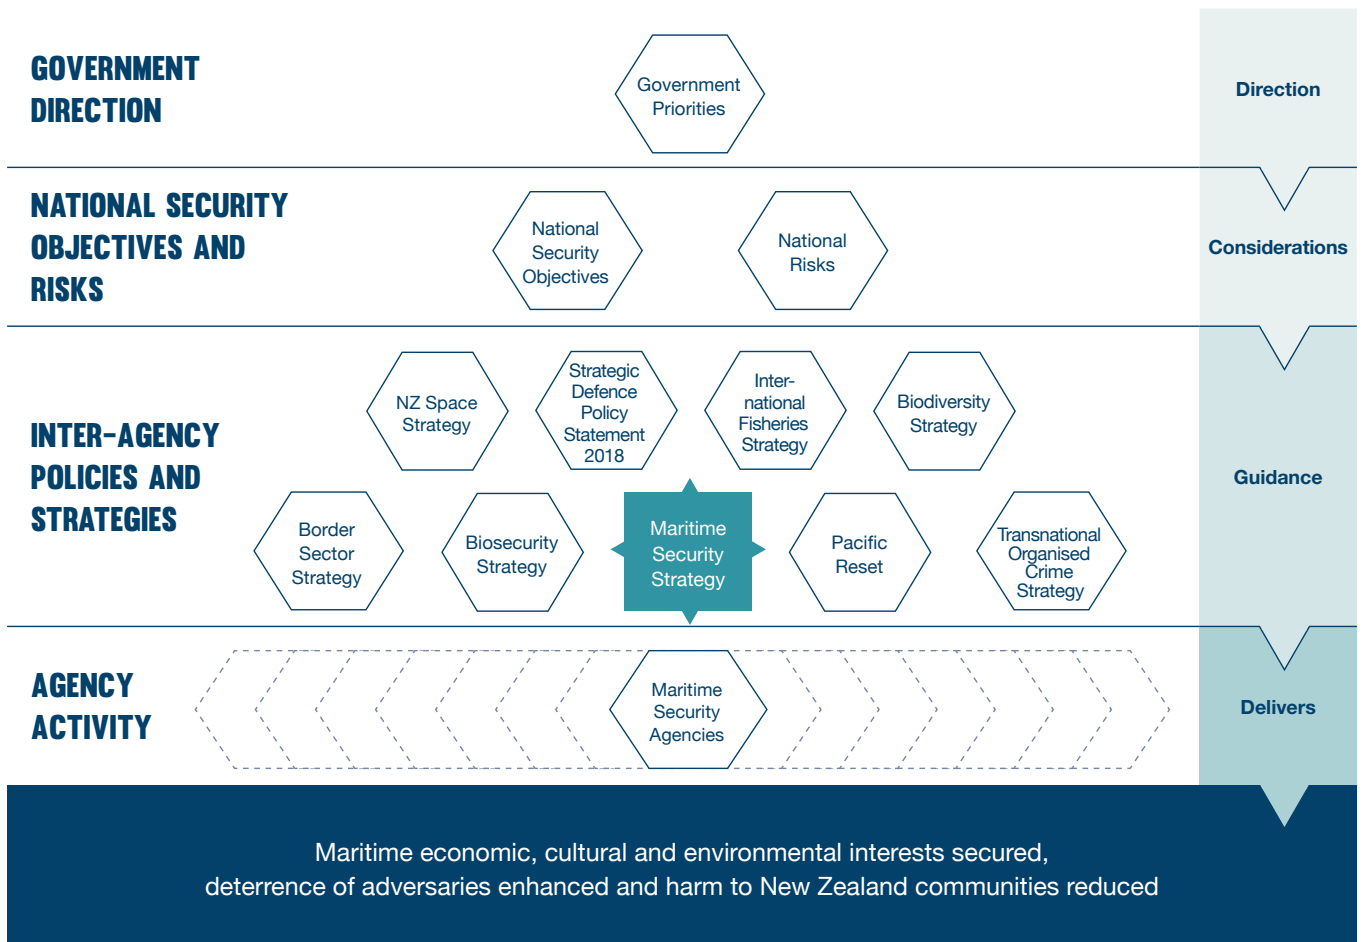 GOVERNMENT
DIRECTION
Government
Priorities
Direction
NATIONAL SECURITY
OBJECTIVES AND
RISKS
National
Security
Objectives
National
Risks
Considerations
INTER-AGENCY
POLICIES AND
STRATEGIES
NZ Space
Strategy
Strategic
Defence
Policy
Statement
2018
Inter-
national
Fisheries
Strategy
Biodiversity
Strategy
Border
Sector
Strategy
Biosecurity
Strategy
Maritime
Security
Strategy
Pacific
Reset
Transnational
Organised
Crime
Strategy
Guidance
AGENCY
ACTIVITY
Maritime
Security
Agencies
Delivers
Maritime economic, cultural and environmental interests secured,
deterrence of adversaries enhanced and harm to New Zealand communities reduced